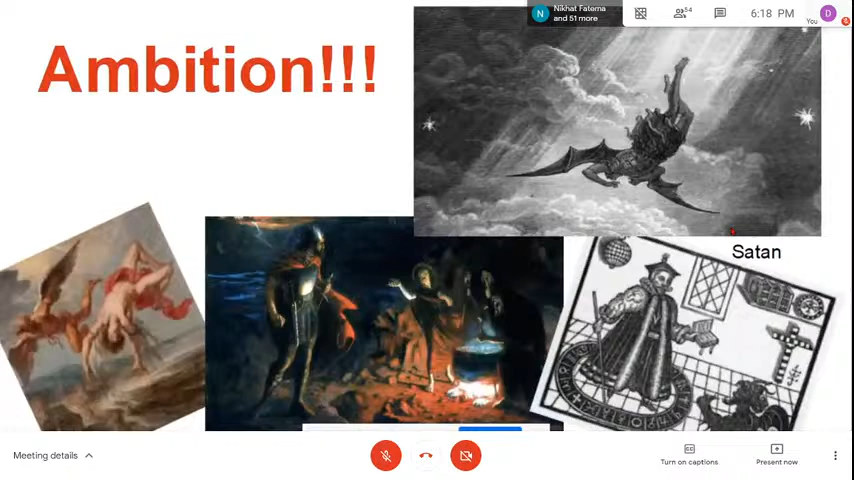 Nikhat Fatema
and 51 more
N
54
6:18 PM
You
D
Ambition!!!
Satan
Meeting details
Turn on captions
Present now